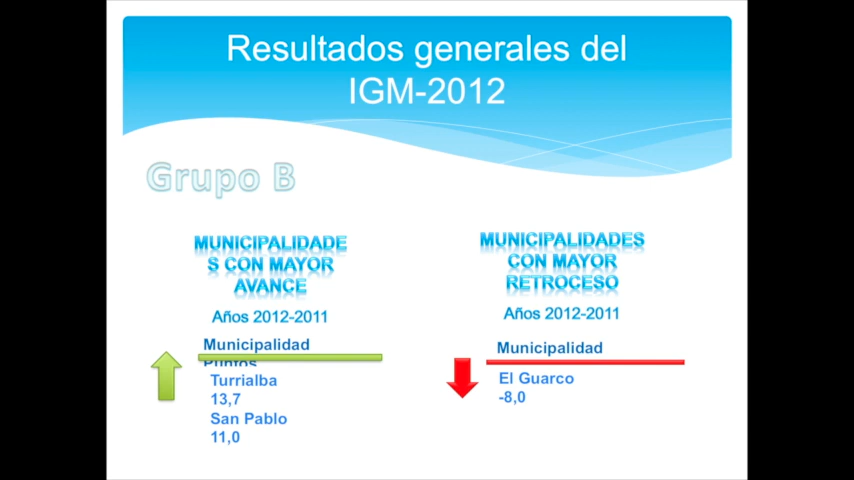 Resultados generales del
IGM-2012
Grupo B
MUNICIPALIDADE
S CON MAYOR
AVANCE
Años 2012-2011
Municipalidad
Puntos
Turrialba
13,7
San Pablo
11,0
MUNICIPALIDADES
CON MAYOR
RETROCESO
Años 2012-2011
Municipalidad
El Guarco
-8,0